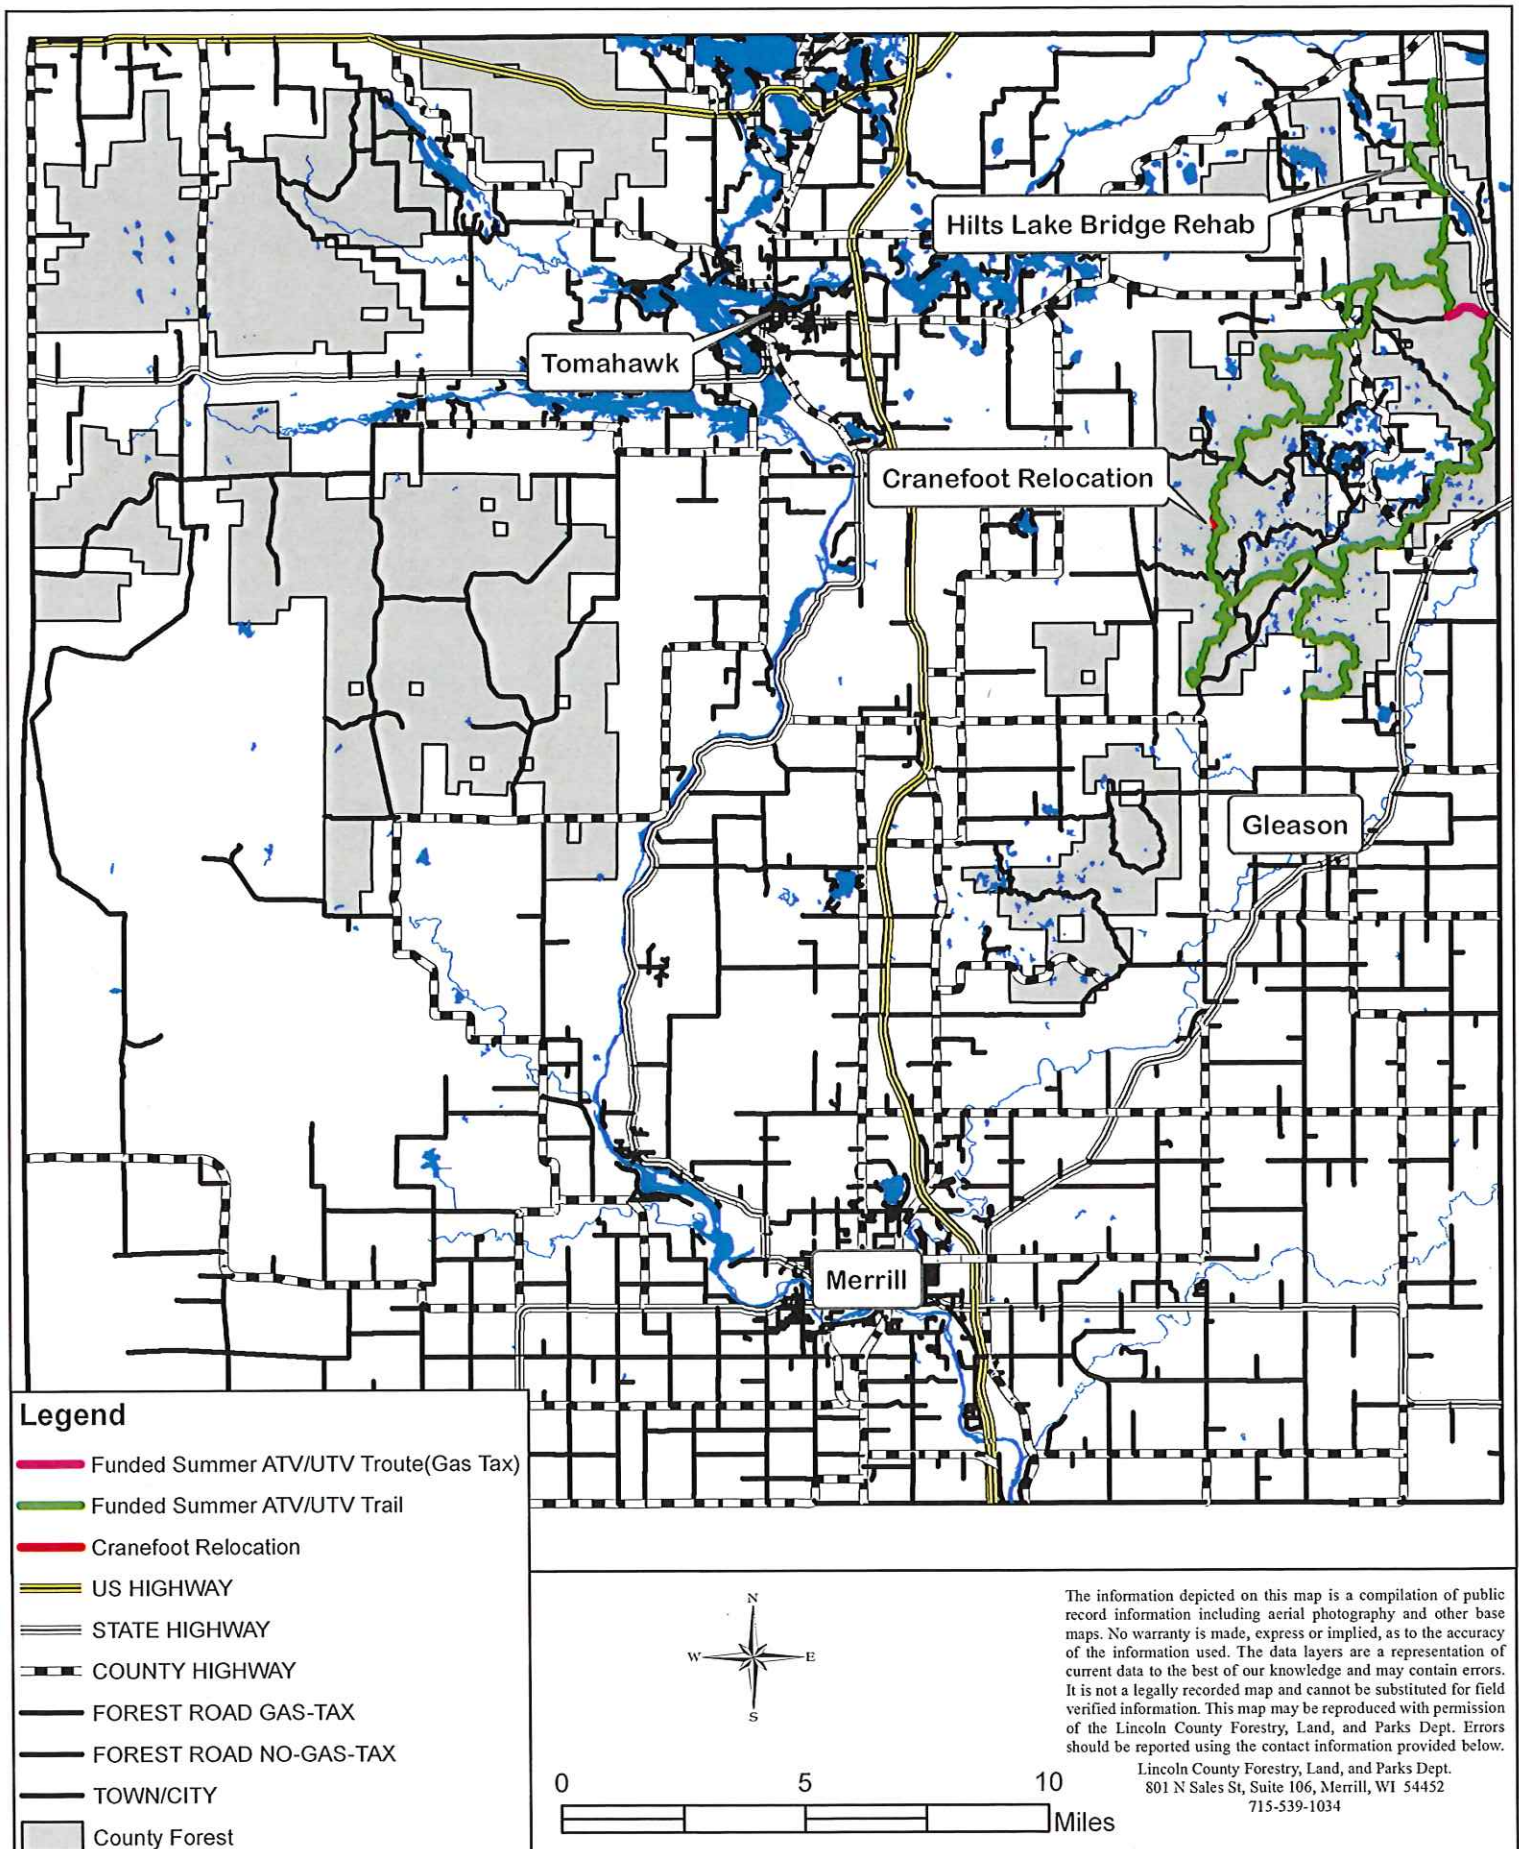 Hilts Lake Bridge Rehab
Tomahawk
Cranefoot Relocation
Gleason
Merrill
Legend
Funded Summer ATV/UTV Troute(Gas Tax)
Funded Summer ATV/UTV Trail
Cranefoot Relocation
US HIGHWAY
STATE HIGHWAY
COUNTY HIGHWAY
FOREST ROAD GAS-TAX
FOREST ROAD NO-GAS-TAX
TOWN/CITY
County Forest
N
W E
S
0 5 10
Miles
The information depicted on this map is a compilation of public
record information including aerial photography and other base
maps. No warranty is made, express or implied, as to the accuracy
of the information used. The data layers are a representation of
current data to the best of our knowledge and may contain errors.
It is not a legally recorded map and cannot be substituted for field
verified information. This map may be reproduced with permission
of the Lincoln County Forestry, Land, and Parks Dept. Errors
should be reported using the contact information provided below.
Lincoln County Forestry, Land, and Parks Dept.
801 N Sales St, Suite 106, Merrill, WI 54452
715-539-1034